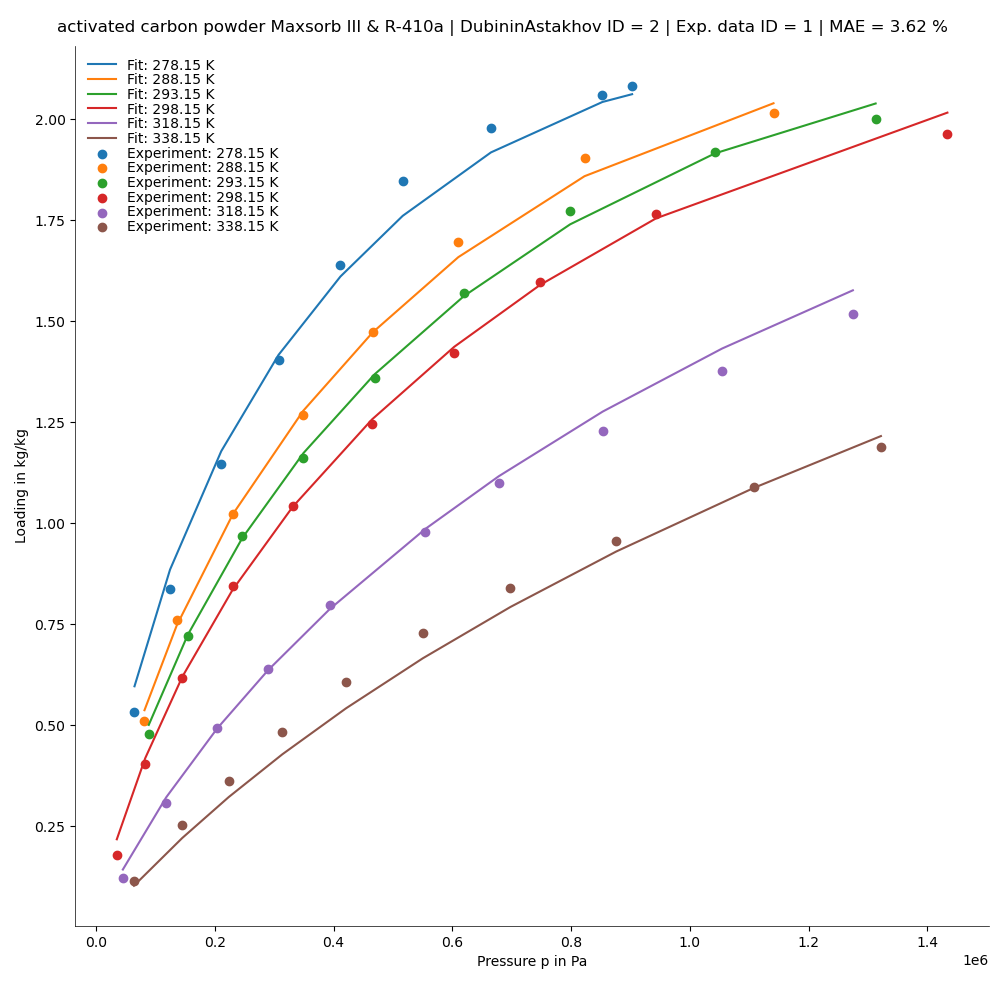 activated carbon powder Maxsorb III & R-410a | DubininAstakhov ID = 2 | Exp. data ID = 1 | MAE = 3.62 %
Fit: 278.15 K
Fit: 288.15 K
Fit: 293.15 K
Fit: 298.15 K
Fit: 318.15 K
Fit: 338.15 K
Experiment: 278.15 K
Experiment: 288.15 K
Experiment: 293.15 K
Experiment: 298.15 K
Experiment: 318.15 K
Experiment: 338.15 K
Loading in kg/kg
2.00
1.75
1.50
1.25
1.00
0.75
0.50
0.25
0.0 0.2 0.4 0.6 0.8 1.0 1.2 1.4
1e6
Pressure p in Pa